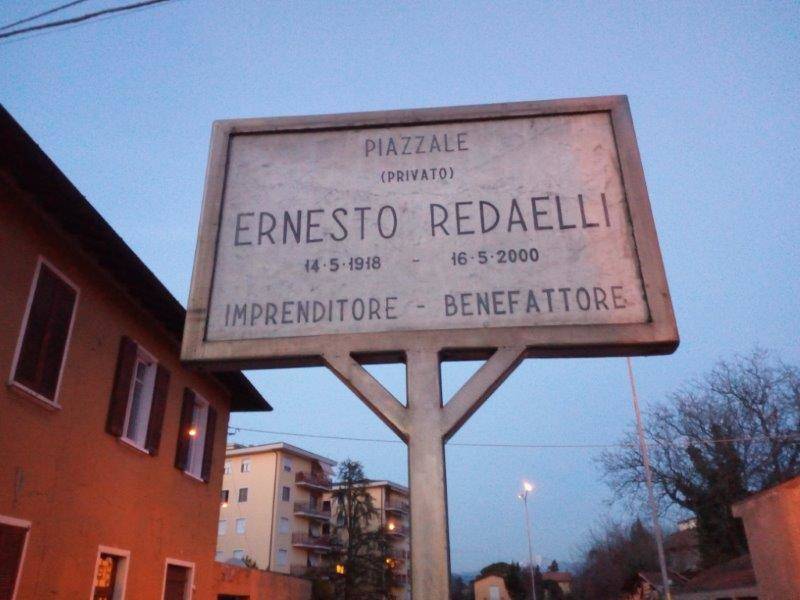 PIAZZALE
(PRIVATO)
ERNESTO REDAELLI
14·5·1918 - 16·5·2000
IMPRENDITORE - BENEFATTORE